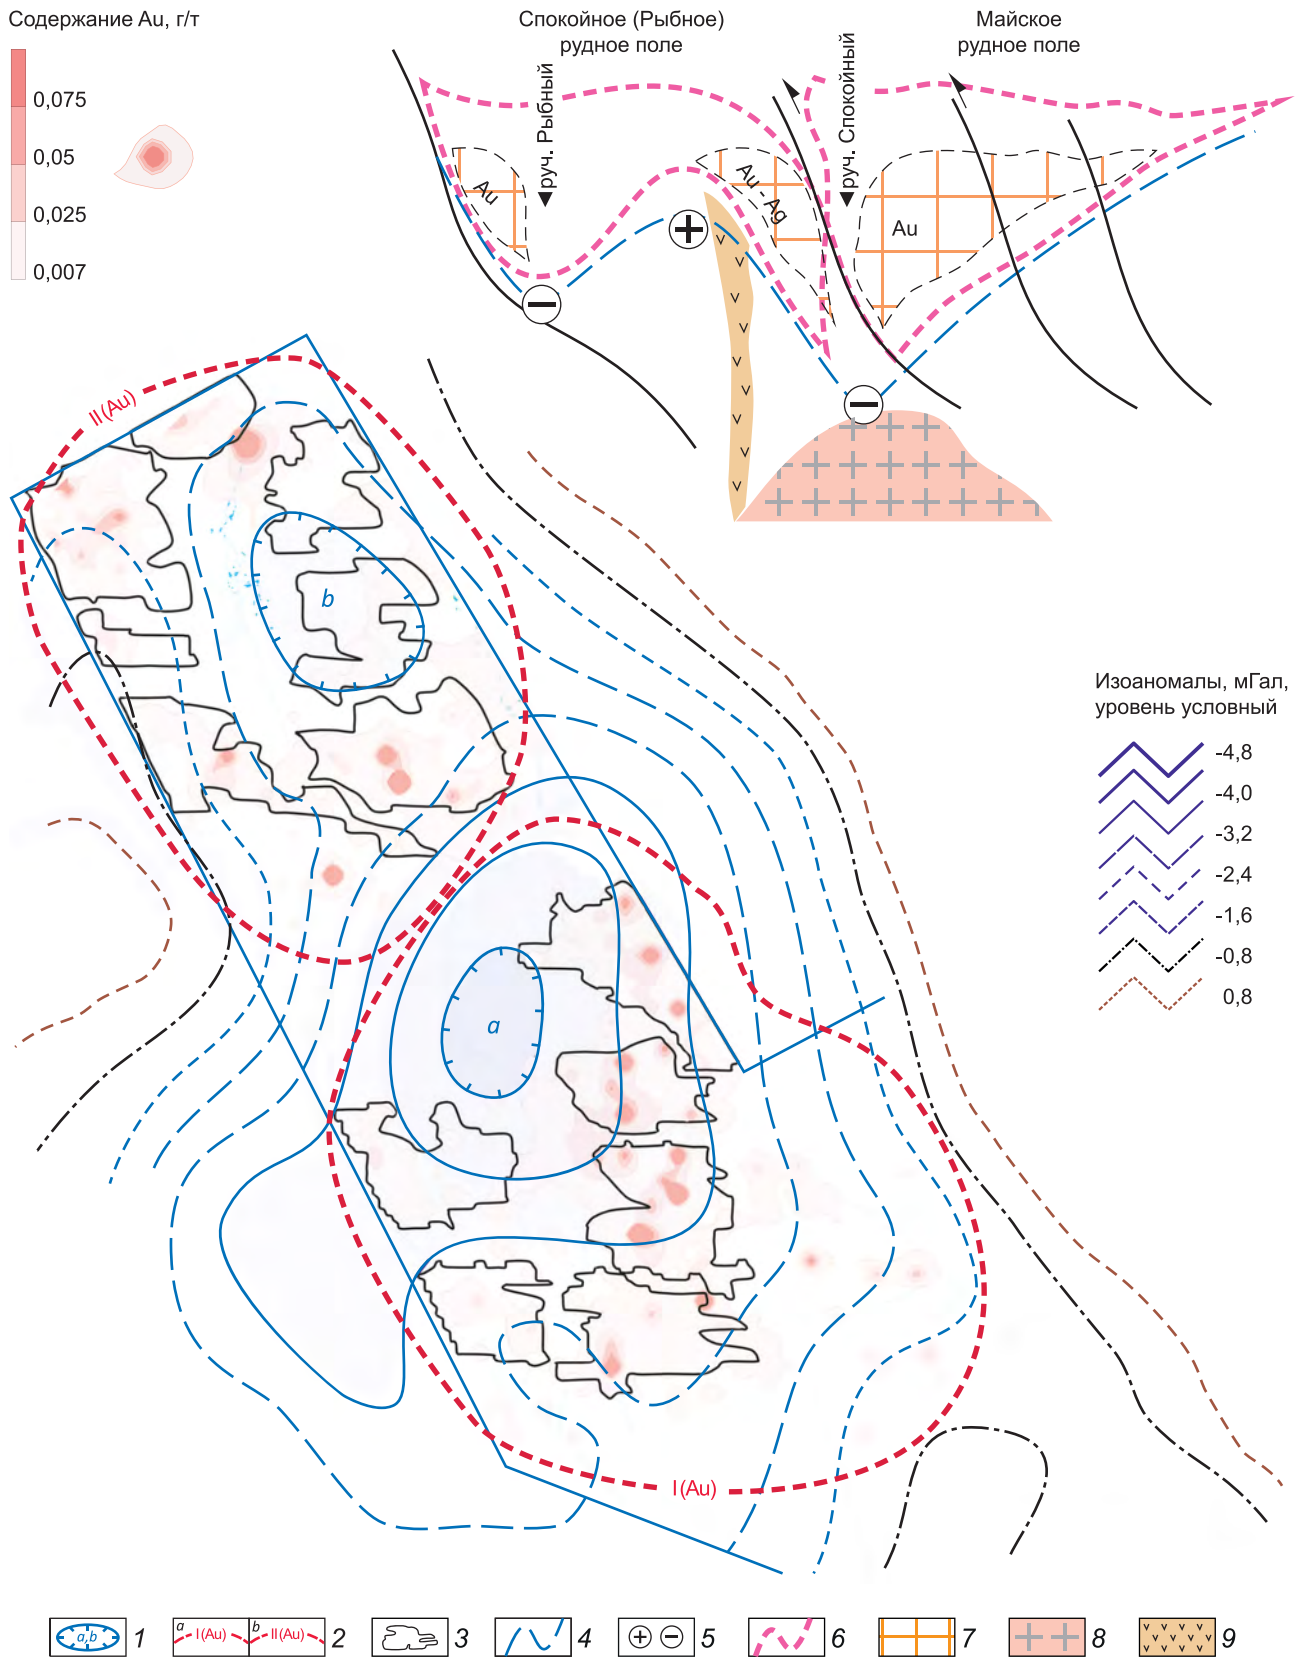 Содержание Au, г/т
0,075
0,05
0,025
0,007
Спокойное (Рыбное)
рудное поле
Майское
рудное поле
руч. Рыбный
руч. Спокойный
Au
Au - Ag
Au
+
−
−
II (Au)
b
a
I (Au)
Изоаномалы, мГал,
уровень условный
-4,8
-4,0
-3,2
-2,4
-1,6
-0,8
0,8
a,b 1
a I (Au) b II (Au) 2
3
4
+ − 5
6
7
8
9